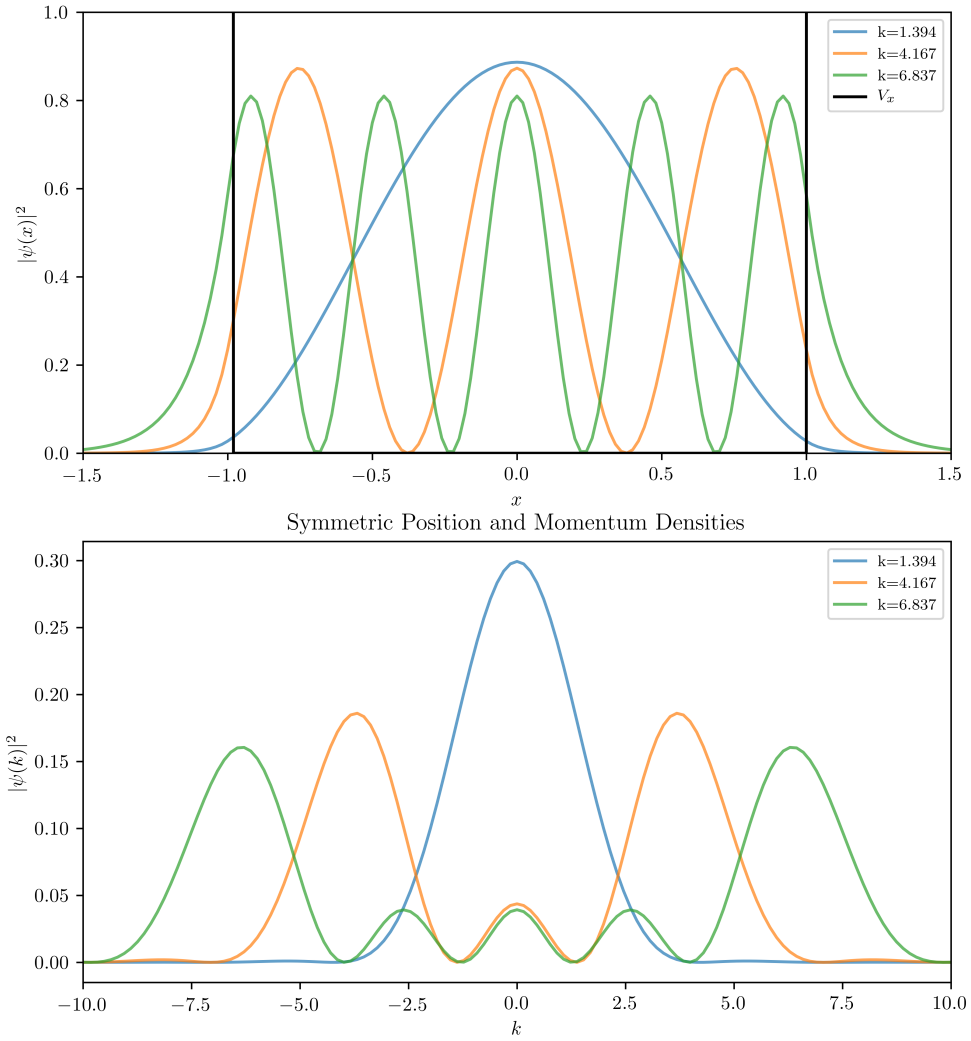 1.0
0.8
0.6
0.4
0.2
0.0
|ψ(x)|²
k=1.394
k=4.167
k=6.837
Vₓ
−1.5 −1.0 −0.5 0.0 0.5 1.0 1.5
x
Symmetric Position and Momentum Densities
0.30
0.25
0.20
0.15
0.10
0.05
0.00
|ψ(k)|²
k=1.394
k=4.167
k=6.837
−10.0 −7.5 −5.0 −2.5 0.0 2.5 5.0 7.5 10.0
k